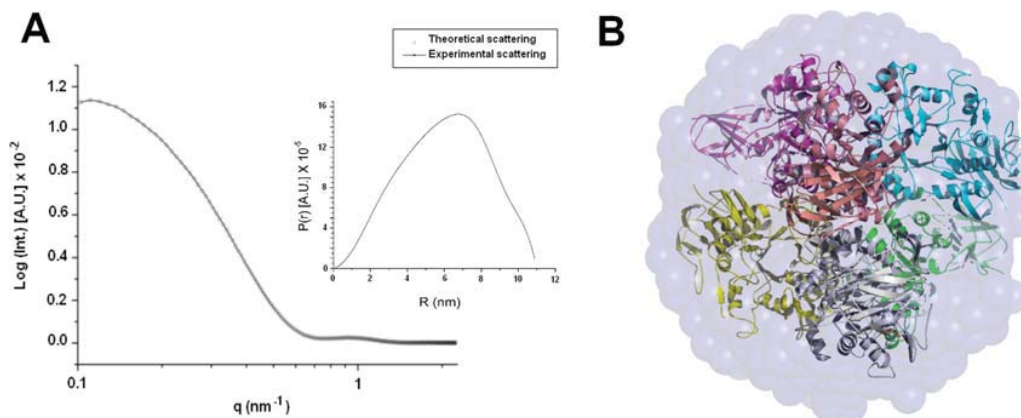 A
B
Theoretical scattering
Experimental scattering
Log (Int.) [A.U.] x 10⁻²
1.2
1.0
0.8
0.6
0.4
0.2
0.0
0.1
1
q (nm⁻¹)
P(r) [A.U.] X 10⁻⁵
16
12
8
4
0
0 2 4 6 8 10 12
R (nm)